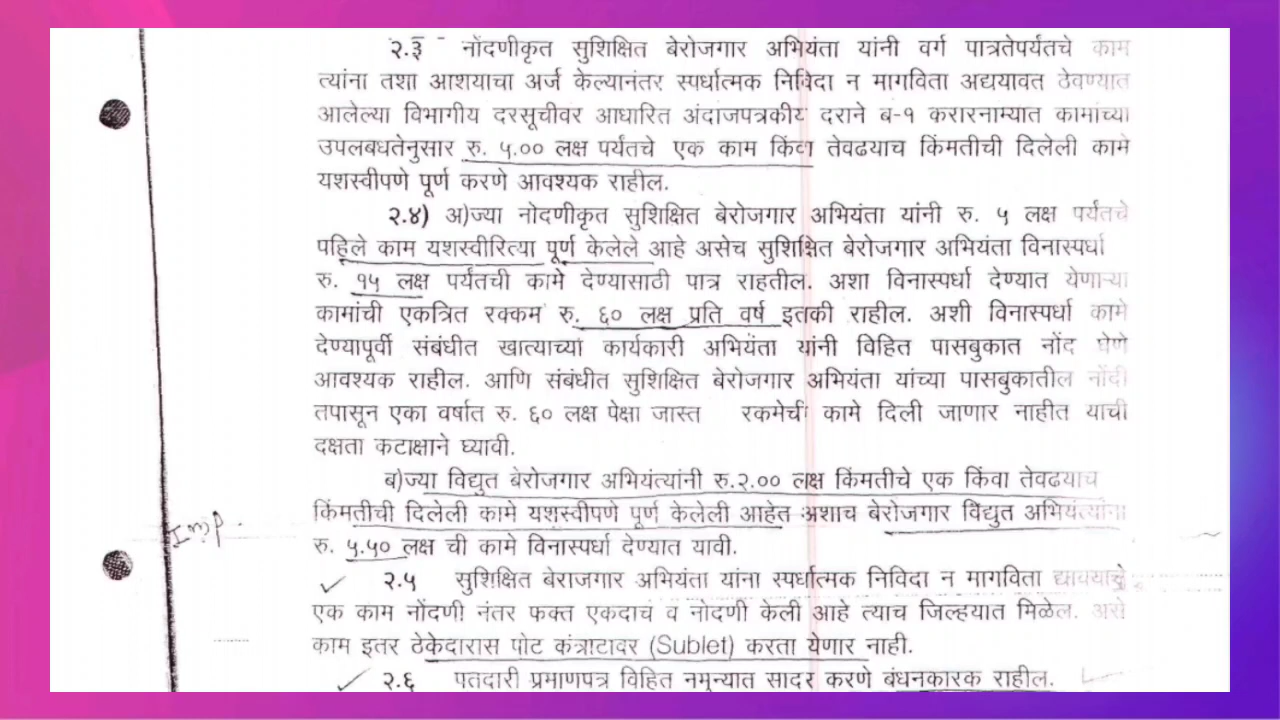 २.३ नोंदणीकृत सुशिक्षित बेरोजगार अभियंता यांनी वर्ग पात्रतेपर्यतचे काम
त्यांना तशा आशयाचा अर्ज केल्यानंतर स्पर्धात्मक निविदा न मागविता अद्ययावत ठेवण्यात
आलेल्या विभागीय दरसूचीवर आधारित अंदाजपत्रकीय दराने ब-१ करारनाम्यात कामांच्या
उपलबधतेनुसार रु. ५.०० लक्ष पर्यंतचे एक काम किंवा तेवढयाच किंमतीची दिलेली कामे
यशस्वीपणे पूर्ण करणे आवश्यक राहील.
२.४) अ)ज्या नोदणीकृत सुशिक्षित बेरोजगार अभियंता यांनी रु. ५ लक्ष पर्यंतचे
पहिले काम यशस्वीरित्या पूर्ण केलेले आहे असेच सुशिक्षित बेरोजगार अभियंता विनास्पर्धा
रु. १५ लक्ष पर्यंतची कामे देण्यासाठी पात्र राहतील. अशा विनास्पर्धा देण्यात येणाऱ्या
कामांची एकत्रित रक्कम रु. ६० लक्ष प्रति वर्ष इतकी राहील. अशी विनास्पर्धा कामे
देण्यापूर्वी संबंधीत खात्याच्या कार्यकारी अभियंता यांनी विहित पासबुकात नोंद घेणे
आवश्यक राहील. आणि संबंधीत सुशिक्षित बेरोजगार अभियंता यांच्या पासबुकातील नोंदी
तपासून एका वर्षात रु. ६० लक्ष पेक्षा जास्त रकमेची कामे दिली जाणार नाहीत याची
दक्षता कटाक्षाने घ्यावी.
ब)ज्या विद्युत बेरोजगार अभियंत्यांनी रु.२.०० लक्ष किंमतीचे एक किंवा तेवढयाच
किंमतीची दिलेली कामे यशस्वीपणे पूर्ण केलेली आहेत अशाच बेरोजगार विद्युत अभियंत्यांना
Imp.
रु. ५.५० लक्ष ची कामे विनास्पर्धा देण्यात यावी.
२.५ सुशिक्षित बेराजगार अभियंता यांना स्पर्धात्मक निविदा न मागविता द्यावयाचे
एक काम नोंदणी नंतर फक्त एकदाच व नोदणी केली आहे त्याच जिल्हयात मिळेल. असे
काम इतर ठेकेदारास पोट कंत्राटावर (Sublet) करता येणार नाही.
२.६ पतदारी प्रमाणपत्र विहित नमून्यात सादर करणे बंधनकारक राहील.